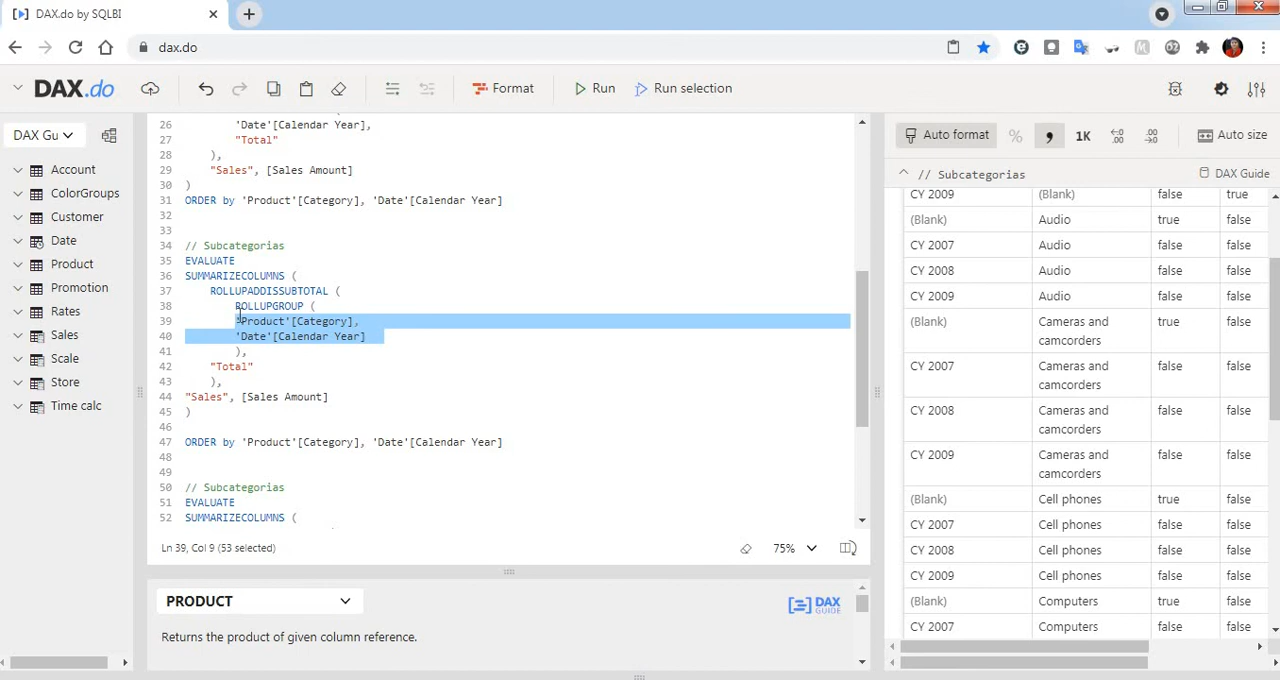 DAX.do by SQLBI
dax.do
DAX.do
Format
Run
Run selection
DAX Gu
Account
ColorGroups
Customer
Date
Product
Promotion
Rates
Sales
Scale
Store
Time calc
26 'Date'[Calendar Year],
27 "Total"
28 ),
29 "Sales", [Sales Amount]
30 )
31 ORDER by 'Product'[Category], 'Date'[Calendar Year]
32
33
34 // Subcategorias
35 EVALUATE
36 SUMMARIZECOLUMNS (
37 ROLLUPADDISSUBTOTAL (
38 ROLLUPGROUP (
39 'Product'[Category],
40 'Date'[Calendar Year]
41 ),
42 "Total"
43 ),
44 "Sales", [Sales Amount]
45 )
46
47 ORDER by 'Product'[Category], 'Date'[Calendar Year]
48
49
50 // Subcategorias
51 EVALUATE
52 SUMMARIZECOLUMNS (
Ln 39, Col 9 (53 selected)
75%
PRODUCT
DAX GUIDE
Returns the product of given column reference.
Auto format % , 1K Auto size
// Subcategorias DAX Guide
CY 2009 (Blank) false true
(Blank) Audio true false
CY 2007 Audio false false
CY 2008 Audio false false
CY 2009 Audio false false
(Blank) Cameras and true false
camcorders
CY 2007 Cameras and false false
camcorders
CY 2008 Cameras and false false
camcorders
CY 2009 Cameras and false false
camcorders
(Blank) Cell phones true false
CY 2007 Cell phones false false
CY 2008 Cell phones false false
CY 2009 Cell phones false false
(Blank) Computers true false
CY 2007 Computers false false